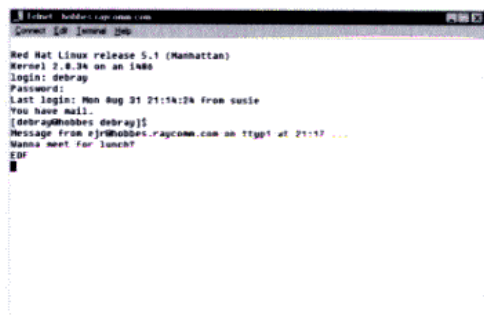 Telnet - hobbes.raycomm.com
Connect Edit Terminal Help
Red Hat Linux release 5.1 (Manhattan)
Kernel 2.0.34 on an i486
login: debray
Password:
Last login: Mon Aug 31 21:14:24 from susie
You have mail.
[debray@hobbes debray]$
Message from ejr@hobbes.raycomm.com on ttyp1 at 21:17 ...
Wanna meet for lunch?
EOF